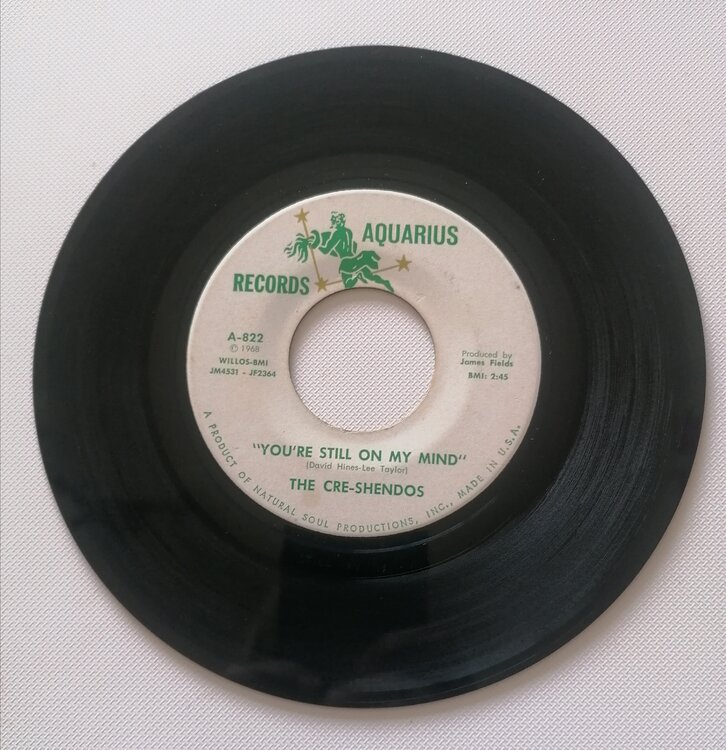 AQUARIUS
RECORDS
A-822
© 1968
WILLOS-BMI
JM4531 - JF2364
Produced by
James Fields
BMI: 2:45
"YOU'RE STILL ON MY MIND"
(David Hines-Lee Taylor)
THE CRE-SHENDOS
A PRODUCT OF NATURAL SOUL PRODUCTIONS, INC., MADE IN U.S.A.